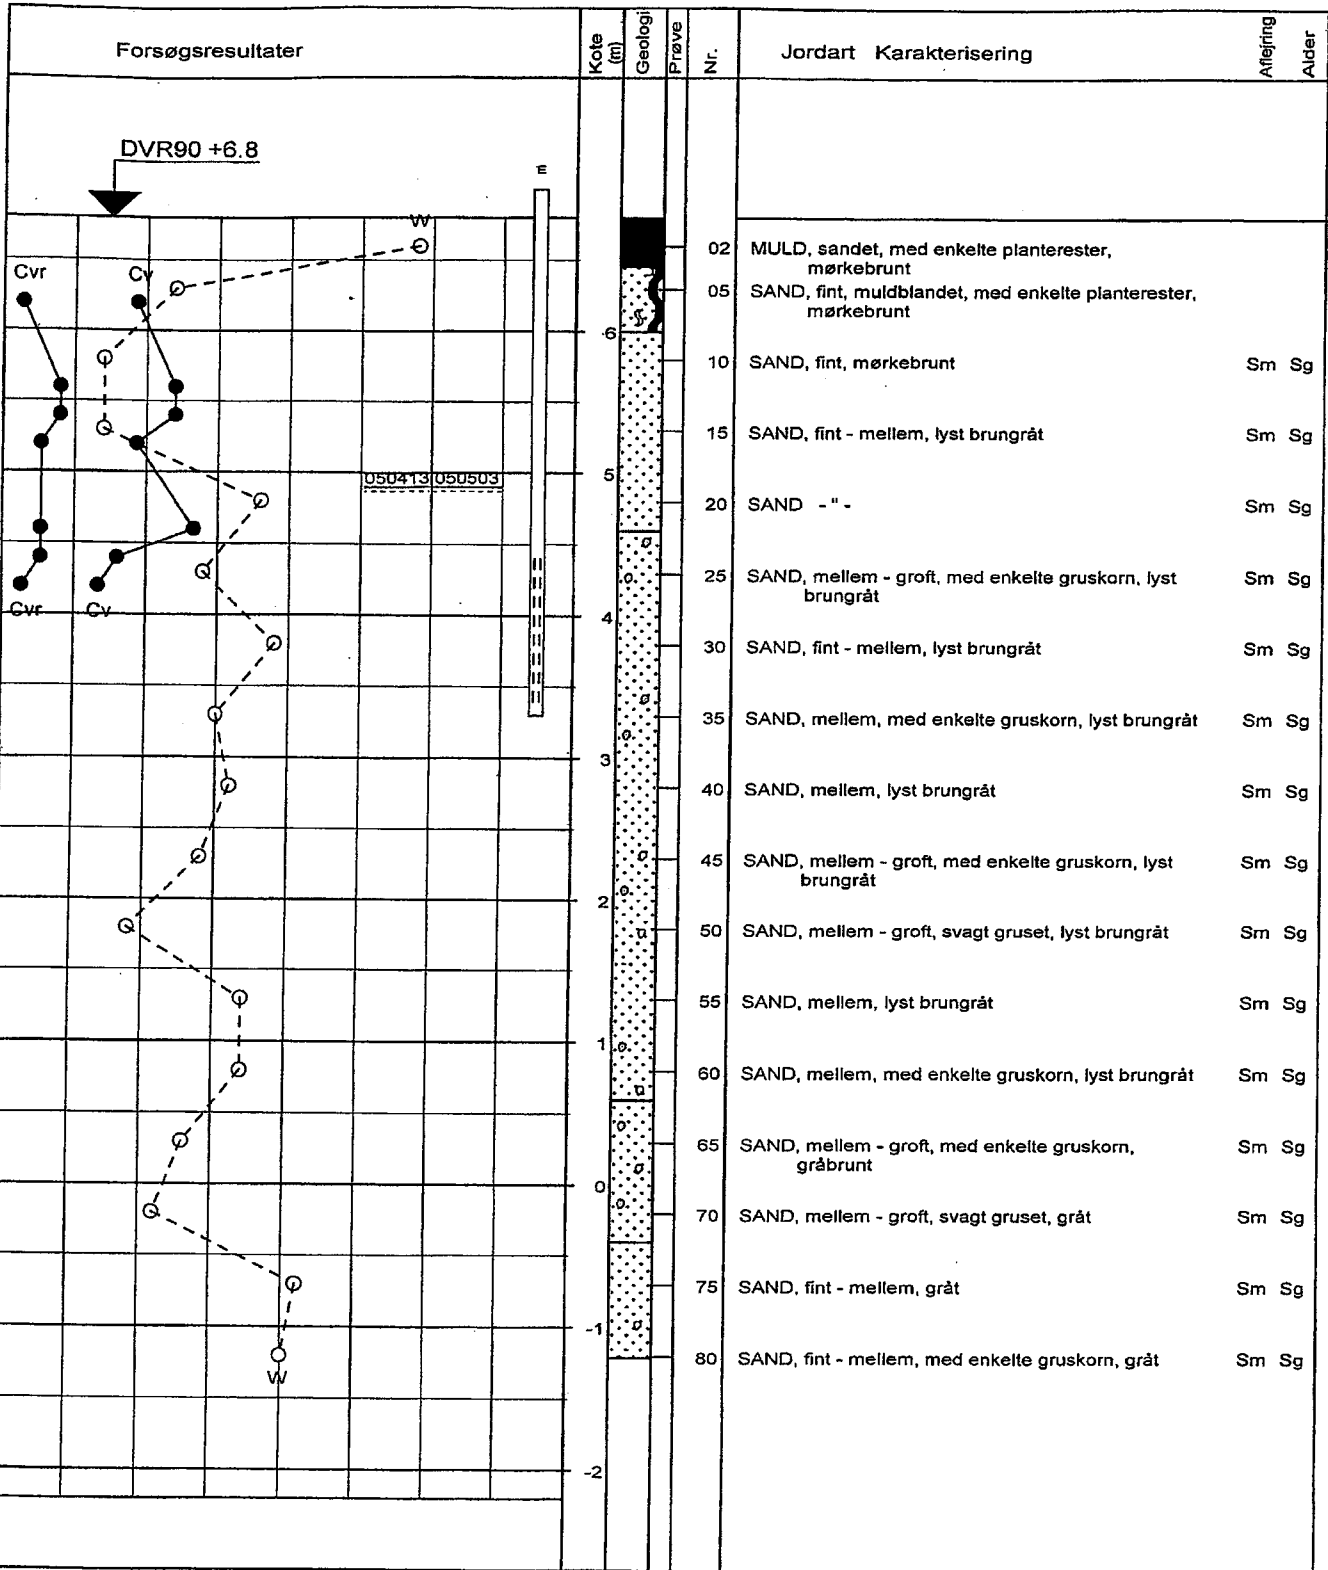 Forsøgsresultater
Kote (m)
Geologi
Prøve
Nr.
Jordart Karakterisering
Aflejring
Alder
DVR90 +6.8
E
W
Cvr
Cv
02 MULD, sandet, med enkelte planterester,
mørkebrunt
05 SAND, fint, muldblandet, med enkelte planterester,
mørkebrunt
6
10 SAND, fint, mørkebrunt Sm Sg
15 SAND, fint - mellem, lyst brungråt Sm Sg
5
050413 050503
20 SAND - " - Sm Sg
25 SAND, mellem - groft, med enkelte gruskorn, lyst Sm Sg
brungråt
Cvr
Cv
4
30 SAND, fint - mellem, lyst brungråt Sm Sg
35 SAND, mellem, med enkelte gruskorn, lyst brungråt Sm Sg
3
40 SAND, mellem, lyst brungråt Sm Sg
45 SAND, mellem - groft, med enkelte gruskorn, lyst Sm Sg
brungråt
2
50 SAND, mellem - groft, svagt gruset, lyst brungråt Sm Sg
55 SAND, mellem, lyst brungråt Sm Sg
1
60 SAND, mellem, med enkelte gruskorn, lyst brungråt Sm Sg
65 SAND, mellem - groft, med enkelte gruskorn, Sm Sg
gråbrunt
0
70 SAND, mellem - groft, svagt gruset, gråt Sm Sg
75 SAND, fint - mellem, gråt Sm Sg
-1
80 SAND, fint - mellem, med enkelte gruskorn, gråt Sm Sg
W
-2